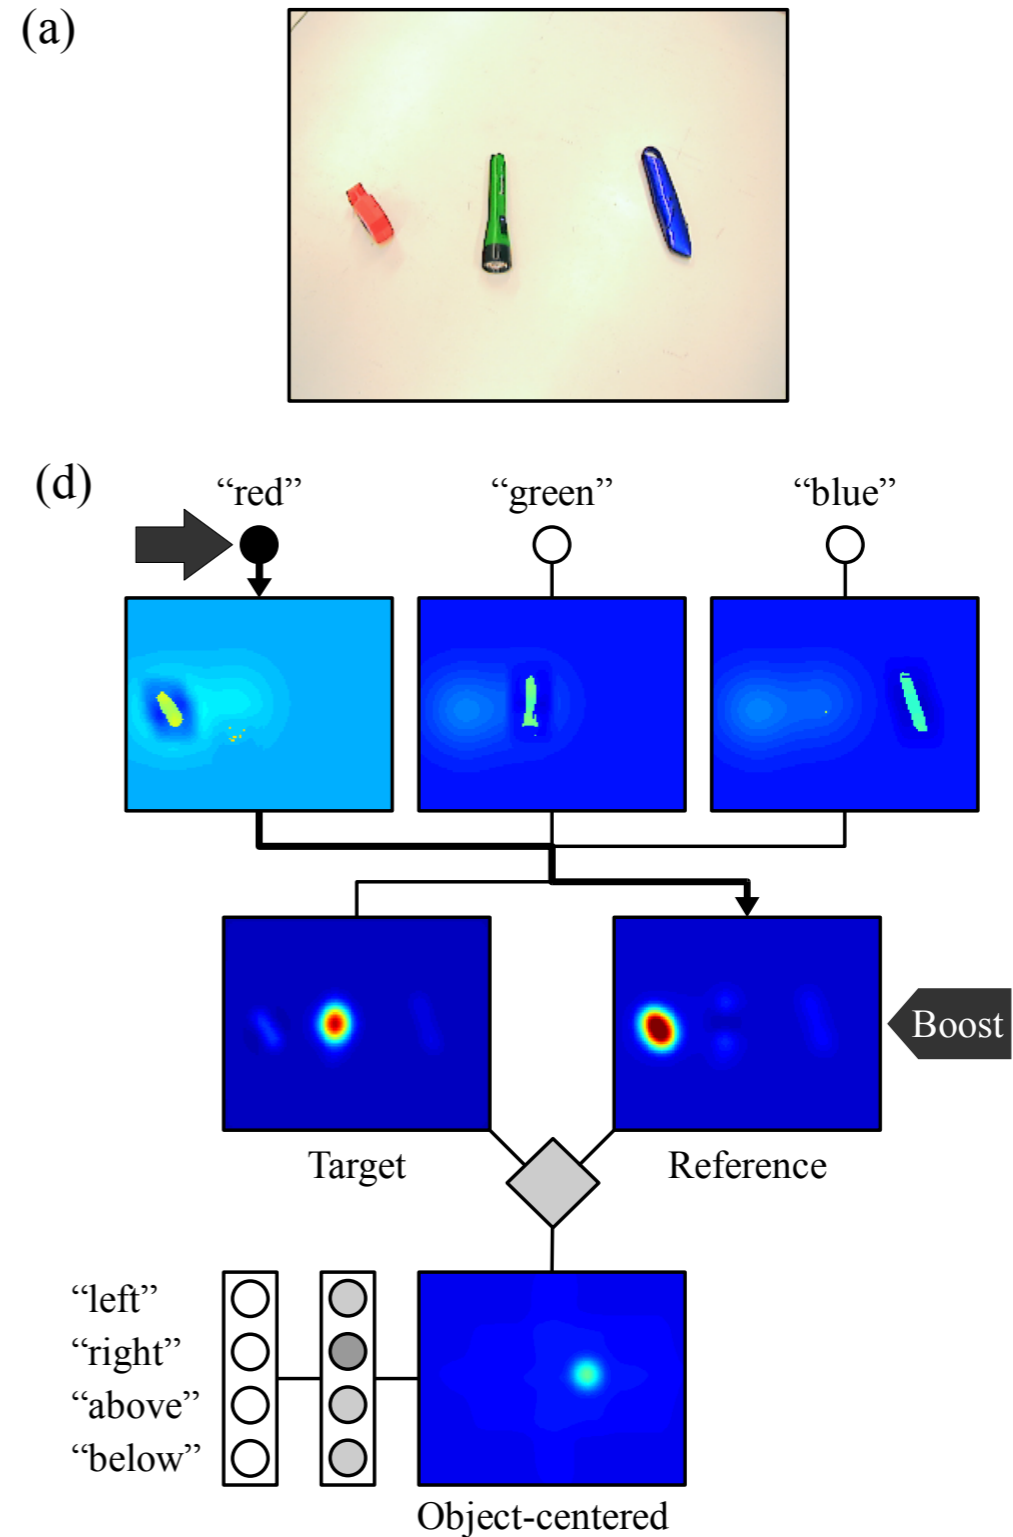 (a)
(d)
“red” “green” “blue”
Boost
Target Reference
“left”
“right”
“above”
“below”
Object-centered